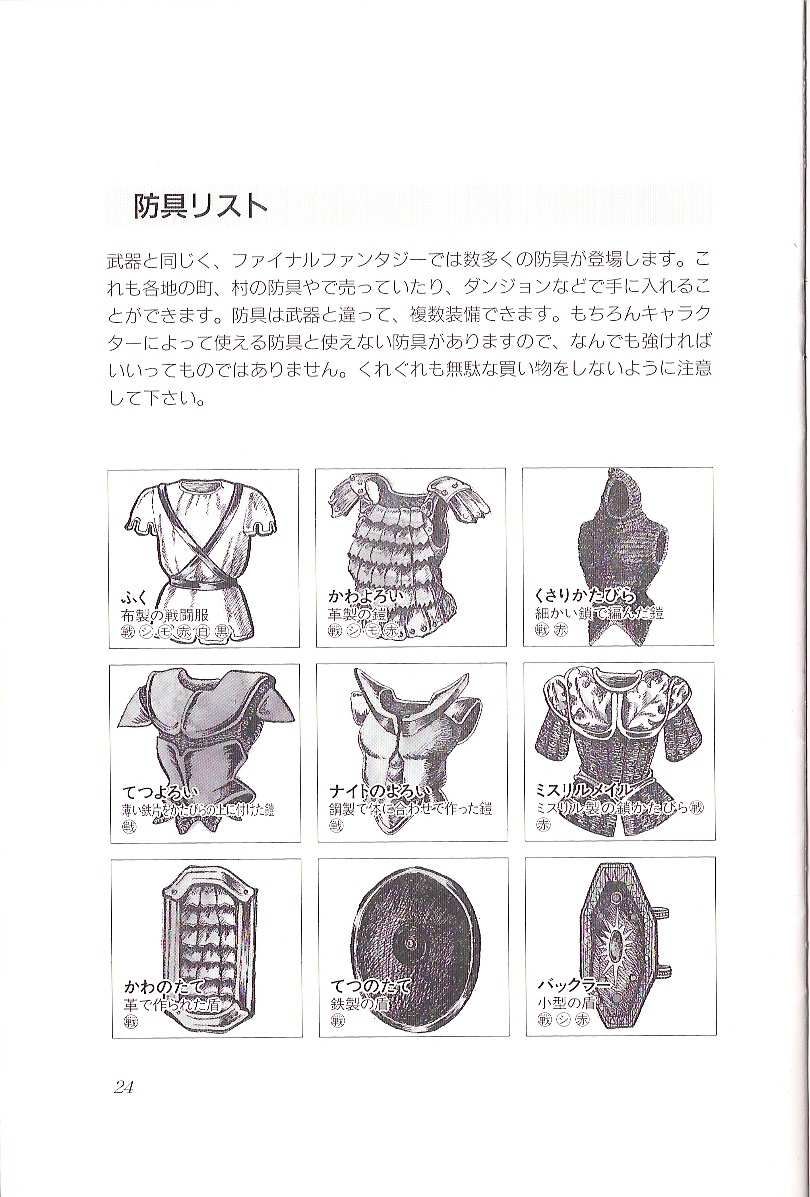 防具リスト
武器と同じく、ファイナルファンタジーでは数多くの防具が登場します。こ
れも各地の町、村の防具やで売っていたり、ダンジョンなどで手に入れるこ
とができます。防具は武器と違って、複数装備できます。もちろんキャラク
ターによって使える防具と使えない防具がありますので、なんでも強ければ
いいってものではありません。くれぐれも無駄な買い物をしないように注意
して下さい。
ふく
布製の戦闘服
戦シモ赤白黒
かわよろい
革製の鎧
戦シモ赤
くさりかたびら
細かい鎖で編んだ鎧
戦赤
てつよろい
薄い鉄片をかたびらの上に付けた鎧
戦
ナイトのよろい
鋼製で体に合わせて作った鎧
戦
ミスリルメイル
ミスリル製の鎖かたびら戦
赤
かわのたて
革で作られた盾
戦
てつのたて
鉄製の盾
戦
バックラー
小型の盾
戦シ赤
24